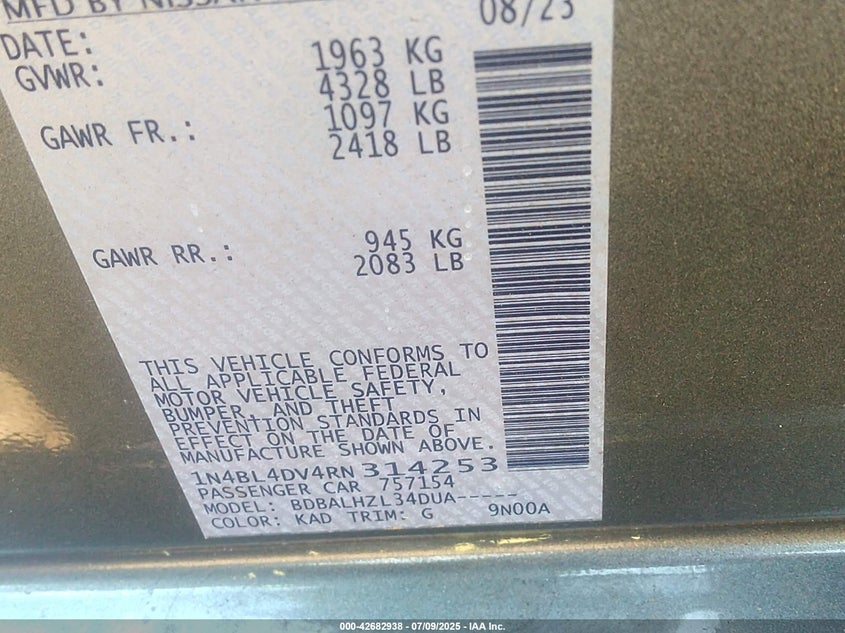 MFD BY NISSAN
DATE: 08/23
GVWR: 1963 KG
4328 LB
GAWR FR.: 1097 KG
2418 LB
GAWR RR.: 945 KG
2083 LB
THIS VEHICLE CONFORMS TO
ALL APPLICABLE FEDERAL
MOTOR VEHICLE SAFETY,
BUMPER, AND THEFT
PREVENTION STANDARDS IN
EFFECT ON THE DATE OF
MANUFACTURE SHOWN ABOVE.
1N4BL4DV4RN314253
PASSENGER CAR 757154
MODEL: BDBALHZL34DUA-----
COLOR: KAD TRIM: G 9N00A
000-42682938 - 07/09/2025 - IAA Inc.